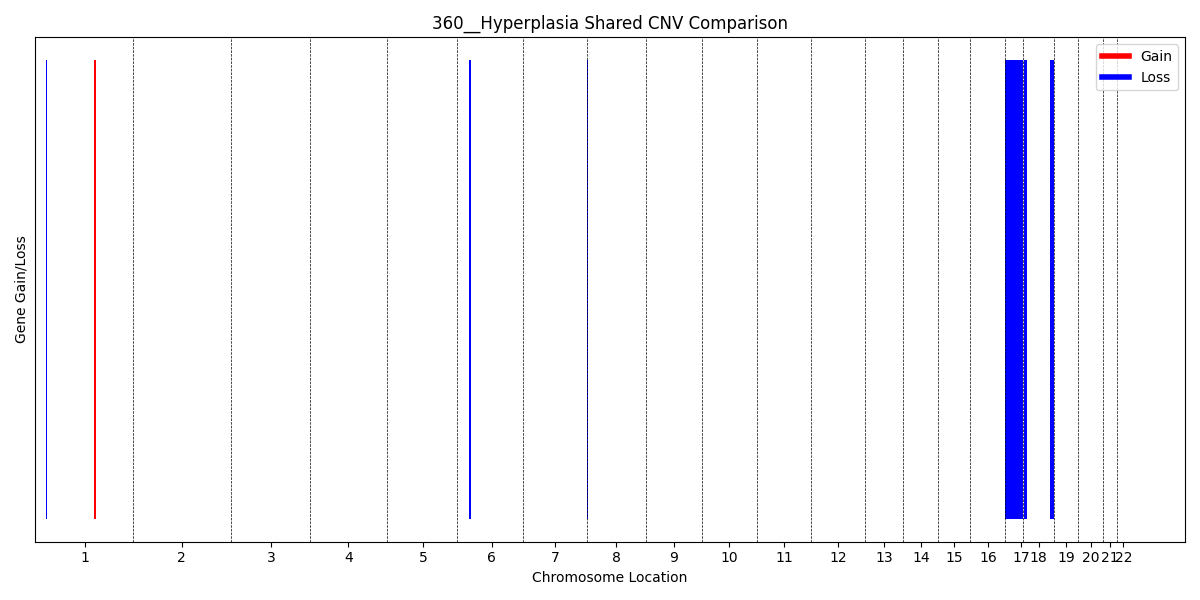 360__Hyperplasia Shared CNV Comparison
Gain
Loss
Gene Gain/Loss
1 2 3 4 5 6 7 8 9 10 11 12 13 14 15 16 17 18 19 20 21 22
Chromosome Location